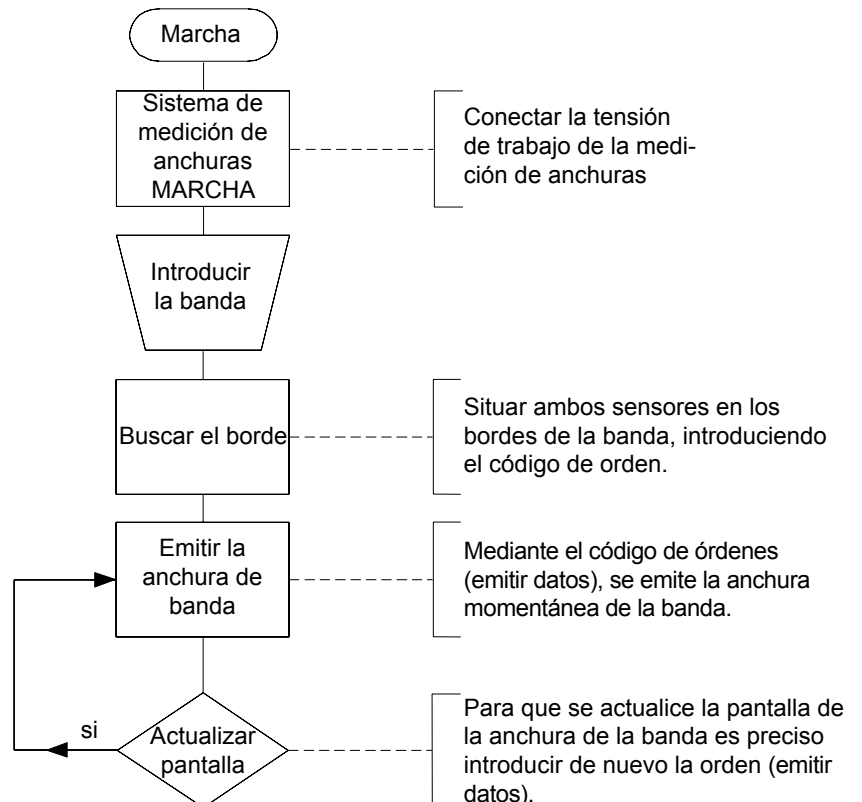 Marcha
Sistema de
medición de
anchuras
MARCHA
Conectar la tensión
de trabajo de la medi-
ción de anchuras
Introducir
la banda
Buscar el borde
Situar ambos sensores en los
bordes de la banda, introduciendo
el código de orden.
Emitir la
anchura de
banda
Mediante el código de órdenes
(emitir datos), se emite la anchura
momentánea de la banda.
si
Actualizar
pantalla
Para que se actualice la pantalla de
la anchura de la banda es preciso
introducir de nuevo la orden (emitir
datos).